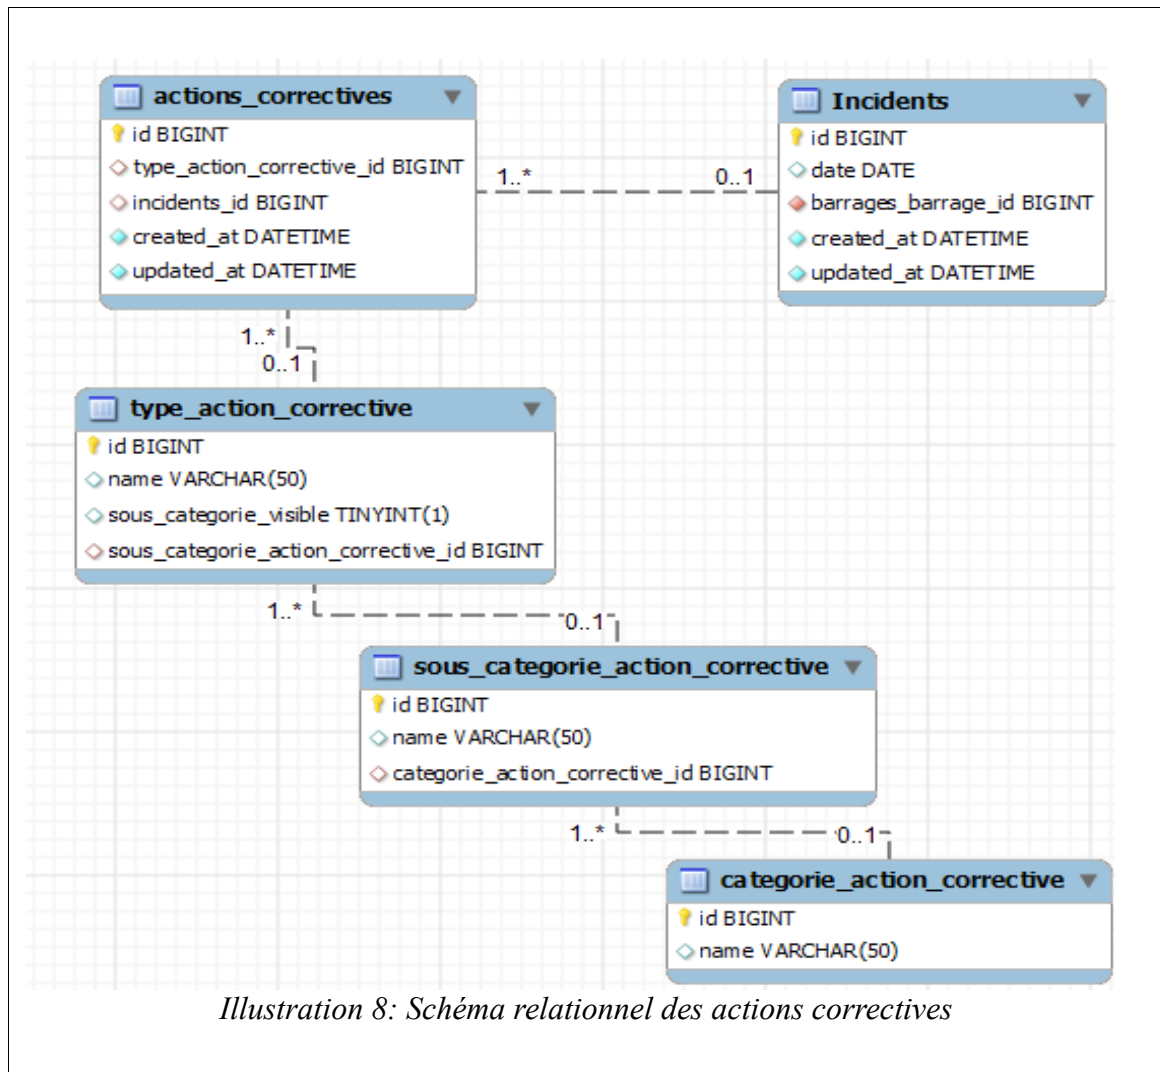 actions_correctives
id BIGINT
type_action_corrective_id BIGINT
incidents_id BIGINT
created_at DATETIME
updated_at DATETIME
1..*
0..1
Incidents
id BIGINT
date DATE
barrages_barrage_id BIGINT
created_at DATETIME
updated_at DATETIME
1..*
0..1
type_action_corrective
id BIGINT
name VARCHAR(50)
sous_categorie_visible TINYINT(1)
sous_categorie_action_corrective_id BIGINT
1..*
0..1
sous_categorie_action_corrective
id BIGINT
name VARCHAR(50)
categorie_action_corrective_id BIGINT
1..*
0..1
categorie_action_corrective
id BIGINT
name VARCHAR(50)
Illustration 8: Schéma relationnel des actions correctives